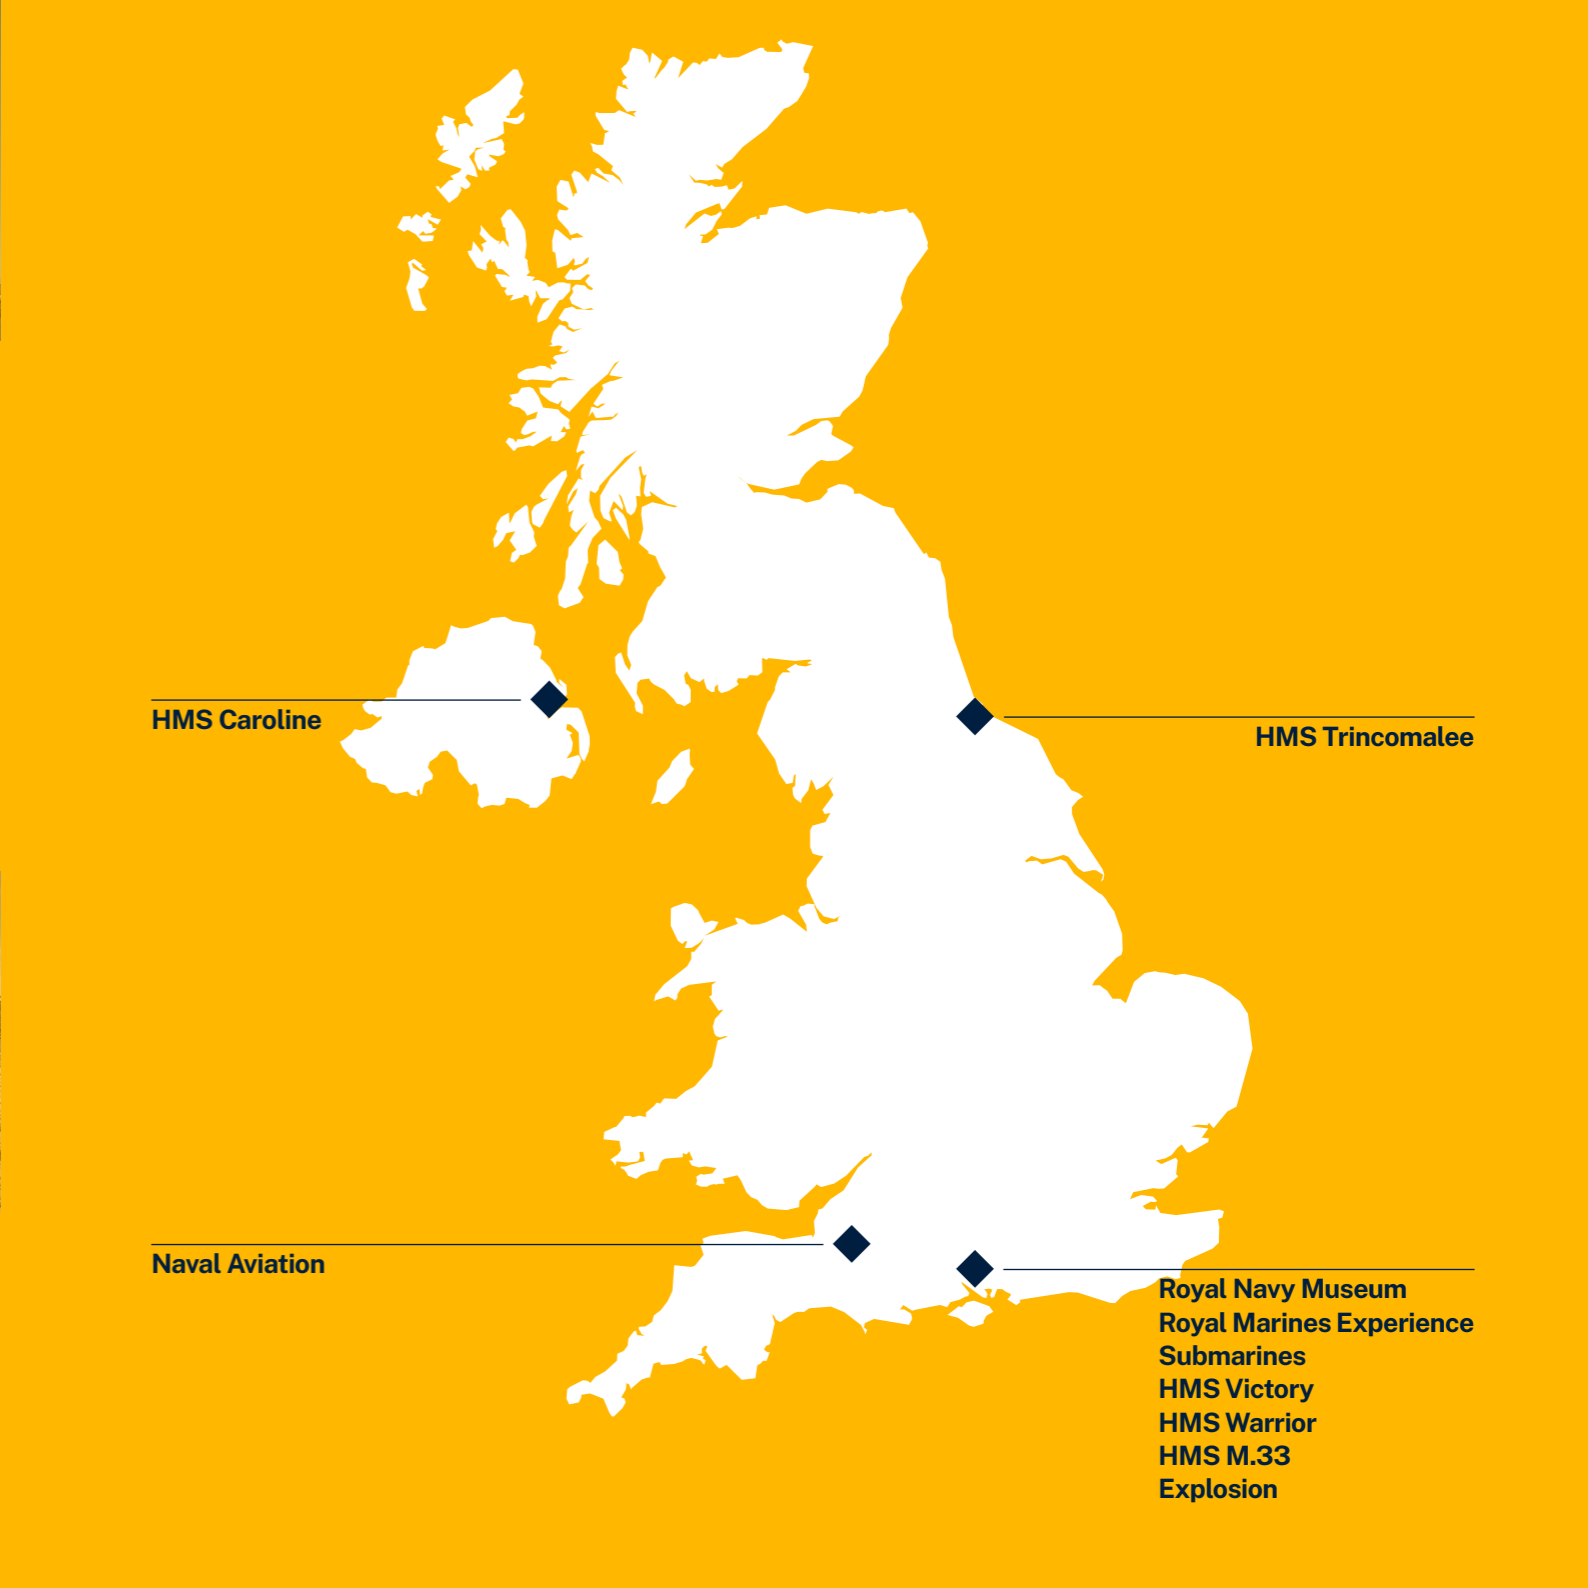 HMS Caroline
HMS Trincomalee
Naval Aviation
Royal Navy Museum
Royal Marines Experience
Submarines
HMS Victory
HMS Warrior
HMS M.33
Explosion